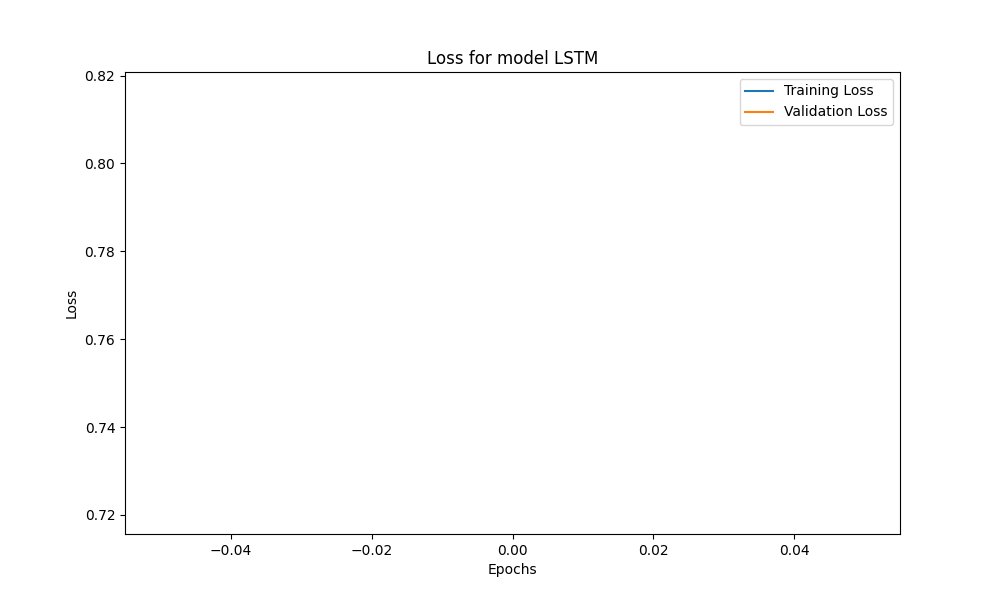 Loss for model LSTM
Training Loss
Validation Loss
0.82
0.80
0.78
0.76
0.74
0.72
Loss
−0.04
−0.02
0.00
0.02
0.04
Epochs